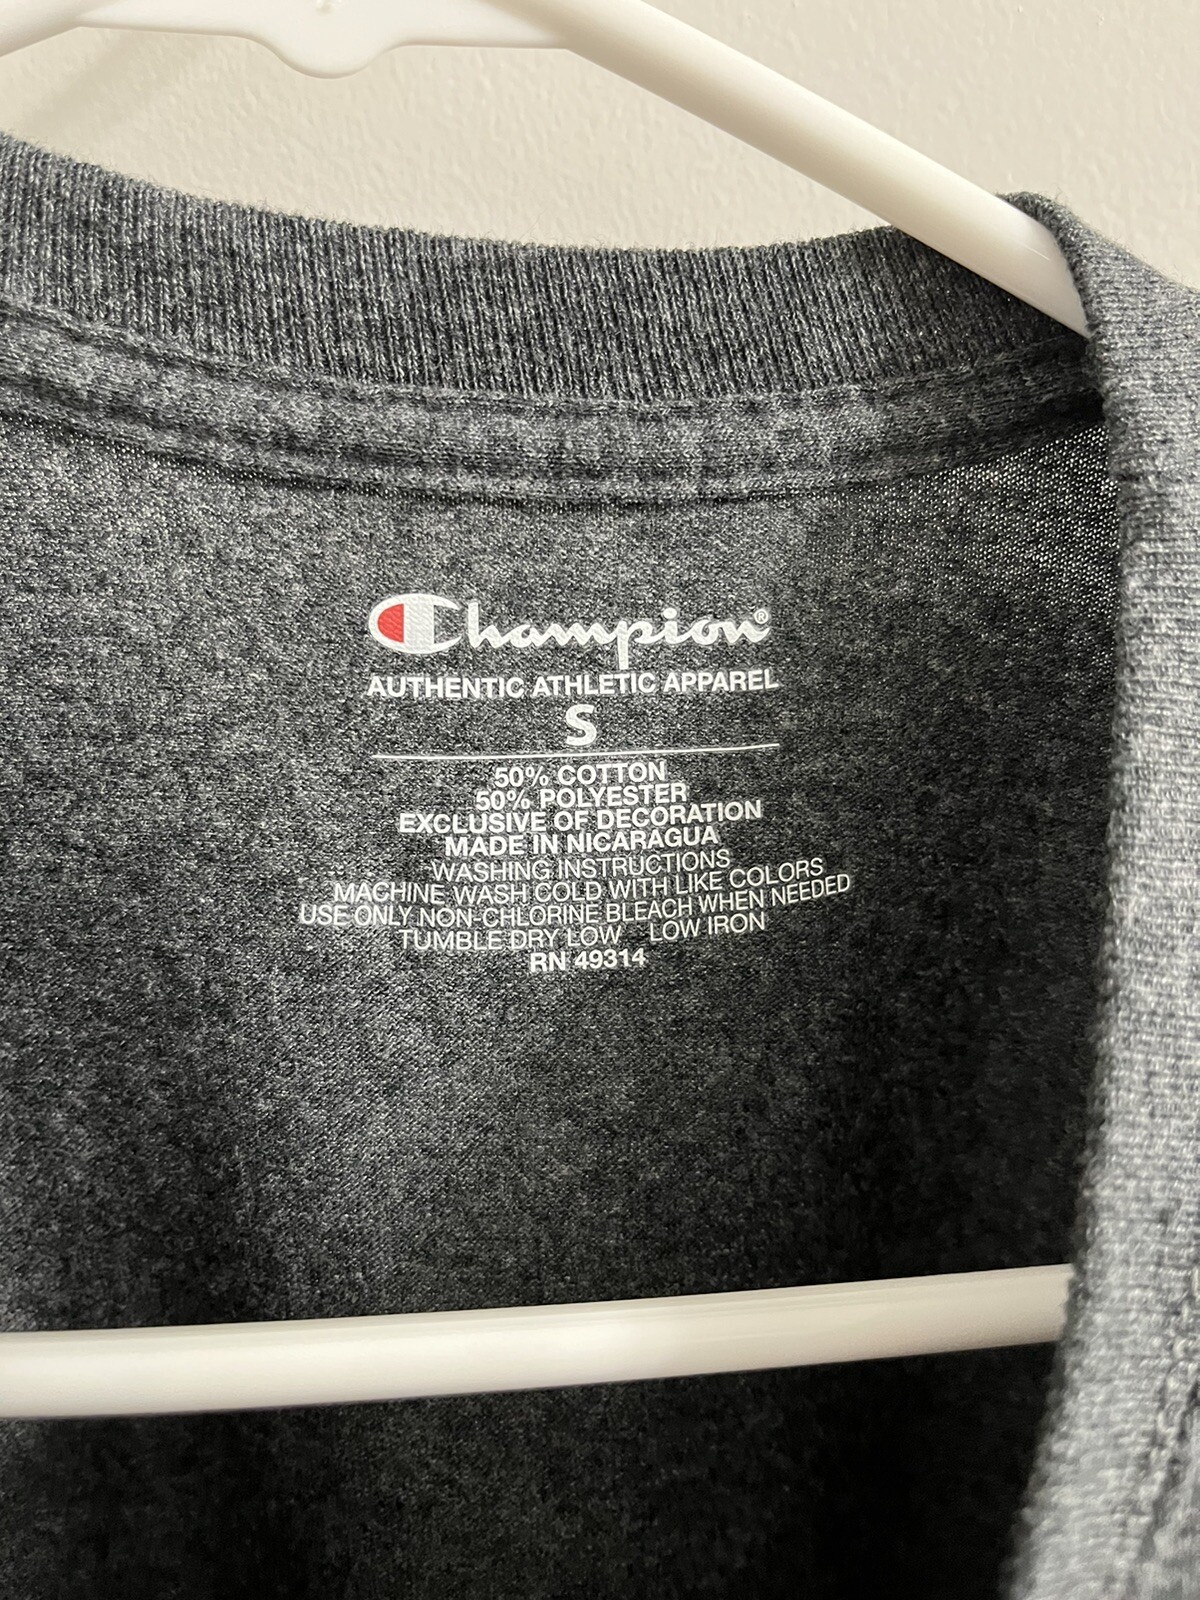 Champion®
AUTHENTIC ATHLETIC APPAREL
S
50% COTTON
50% POLYESTER
EXCLUSIVE OF DECORATION
MADE IN NICARAGUA
WASHING INSTRUCTIONS
MACHINE WASH COLD WITH LIKE COLORS
USE ONLY NON-CHLORINE BLEACH WHEN NEEDED
TUMBLE DRY LOW LOW IRON
RN 49314